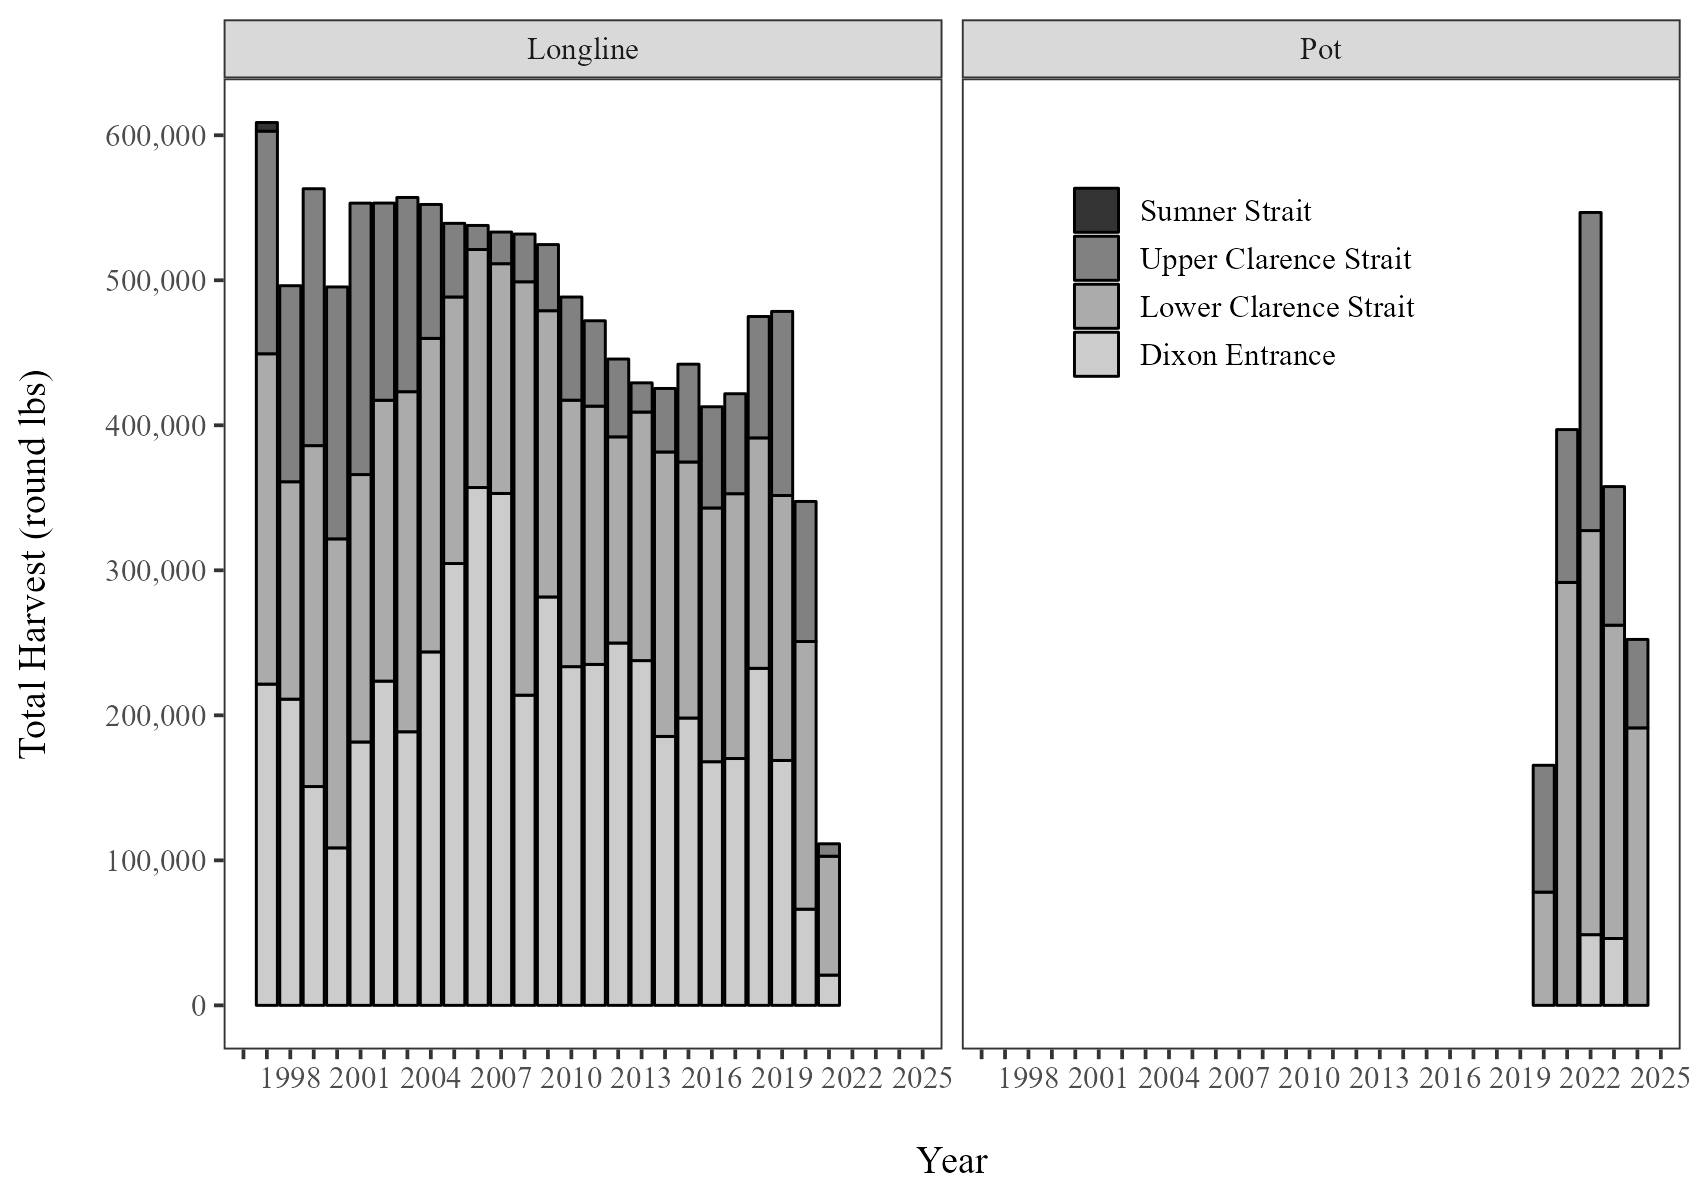 Longline
Pot
600,000
500,000
400,000
300,000
200,000
100,000
0
Total Harvest (round lbs)
Sumner Strait
Upper Clarence Strait
Lower Clarence Strait
Dixon Entrance
1998 2001 2004 2007 2010 2013 2016 2019 2022 2025
1998 2001 2004 2007 2010 2013 2016 2019 2022 2025
Year